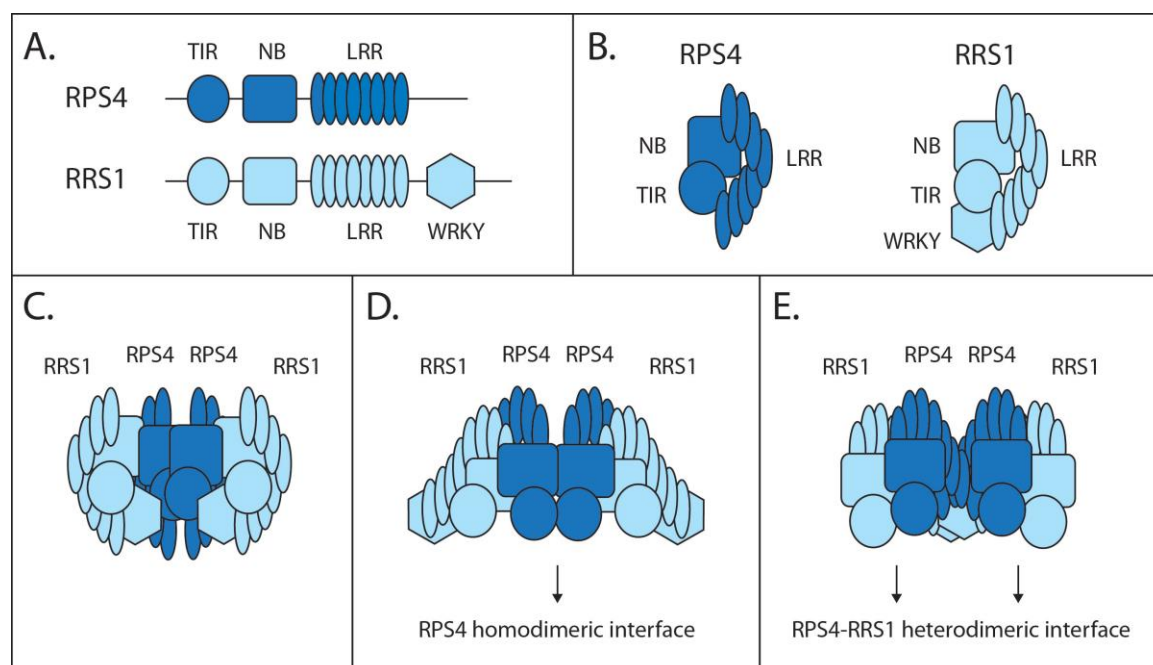 A.
TIR NB LRR
RPS4
RRS1
TIR NB LRR WRKY
B.
RPS4 RRS1
NB LRR NB LRR
TIR TIR
WRKY
C.
RRS1 RPS4 RPS4 RRS1
D.
RRS1 RPS4 RPS4 RRS1
RPS4 homodimeric interface
E.
RRS1 RPS4 RPS4 RRS1
RPS4-RRS1 heterodimeric interface